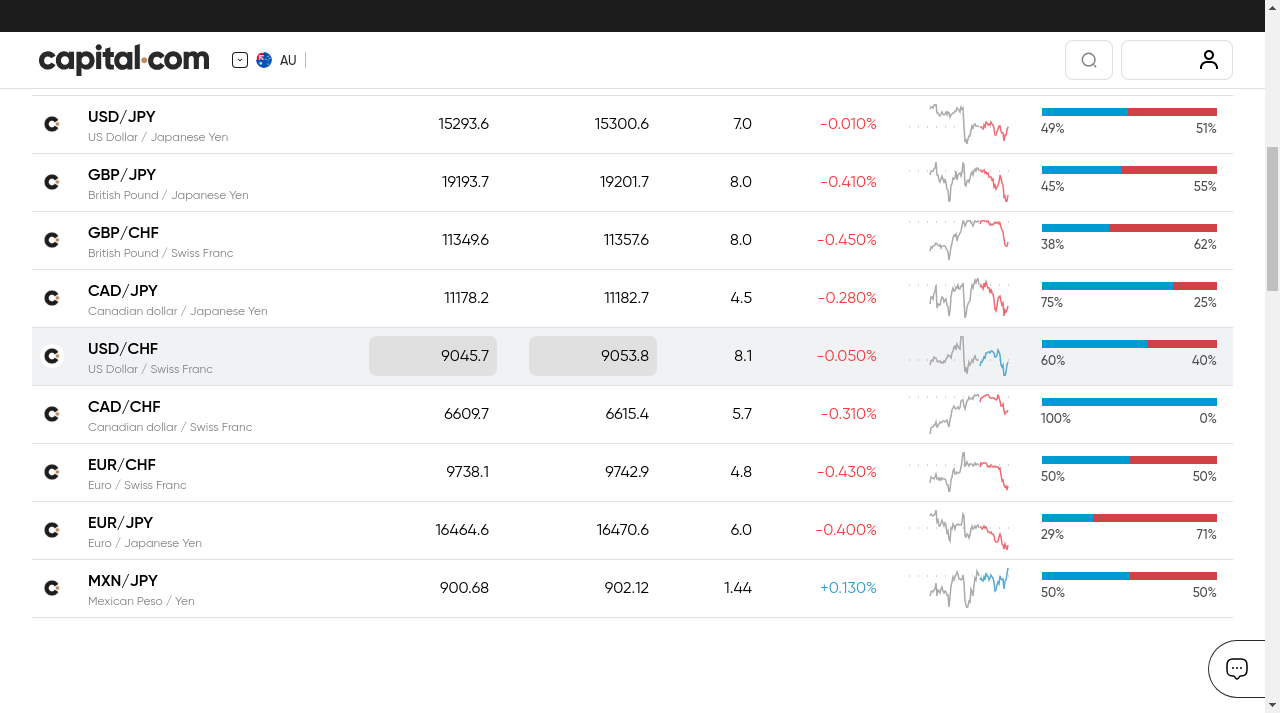 capital.com
AU
USD/JPY 15293.6 15300.6 7.0 -0.010%
US Dollar / Japanese Yen 49% 51%
GBP/JPY 19193.7 19201.7 8.0 -0.410%
British Pound / Japanese Yen 45% 55%
GBP/CHF 11349.6 11357.6 8.0 -0.450%
British Pound / Swiss Franc 38% 62%
CAD/JPY 11178.2 11182.7 4.5 -0.280%
Canadian dollar / Japanese Yen 75% 25%
USD/CHF 9045.7 9053.8 8.1 -0.050%
US Dollar / Swiss Franc 60% 40%
CAD/CHF 6609.7 6615.4 5.7 -0.310%
Canadian dollar / Swiss Franc 100% 0%
EUR/CHF 9738.1 9742.9 4.8 -0.430%
Euro / Swiss Franc 50% 50%
EUR/JPY 16464.6 16470.6 6.0 -0.400%
Euro / Japanese Yen 29% 71%
MXN/JPY 900.68 902.12 1.44 +0.130%
Mexican Peso / Yen 50% 50%